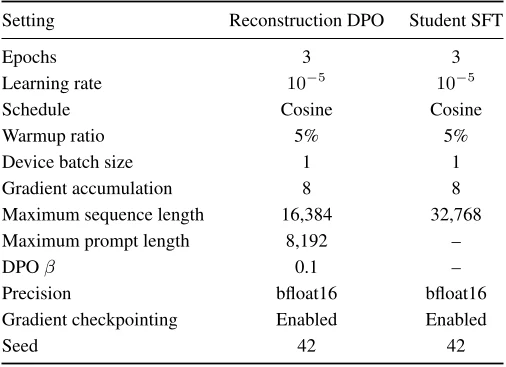 Setting Reconstruction DPO Student SFT
Epochs 3 3
Learning rate 10⁻⁵ 10⁻⁵
Schedule Cosine Cosine
Warmup ratio 5% 5%
Device batch size 1 1
Gradient accumulation 8 8
Maximum sequence length 16,384 32,768
Maximum prompt length 8,192 –
DPO β 0.1 –
Precision bfloat16 bfloat16
Gradient checkpointing Enabled Enabled
Seed 42 42